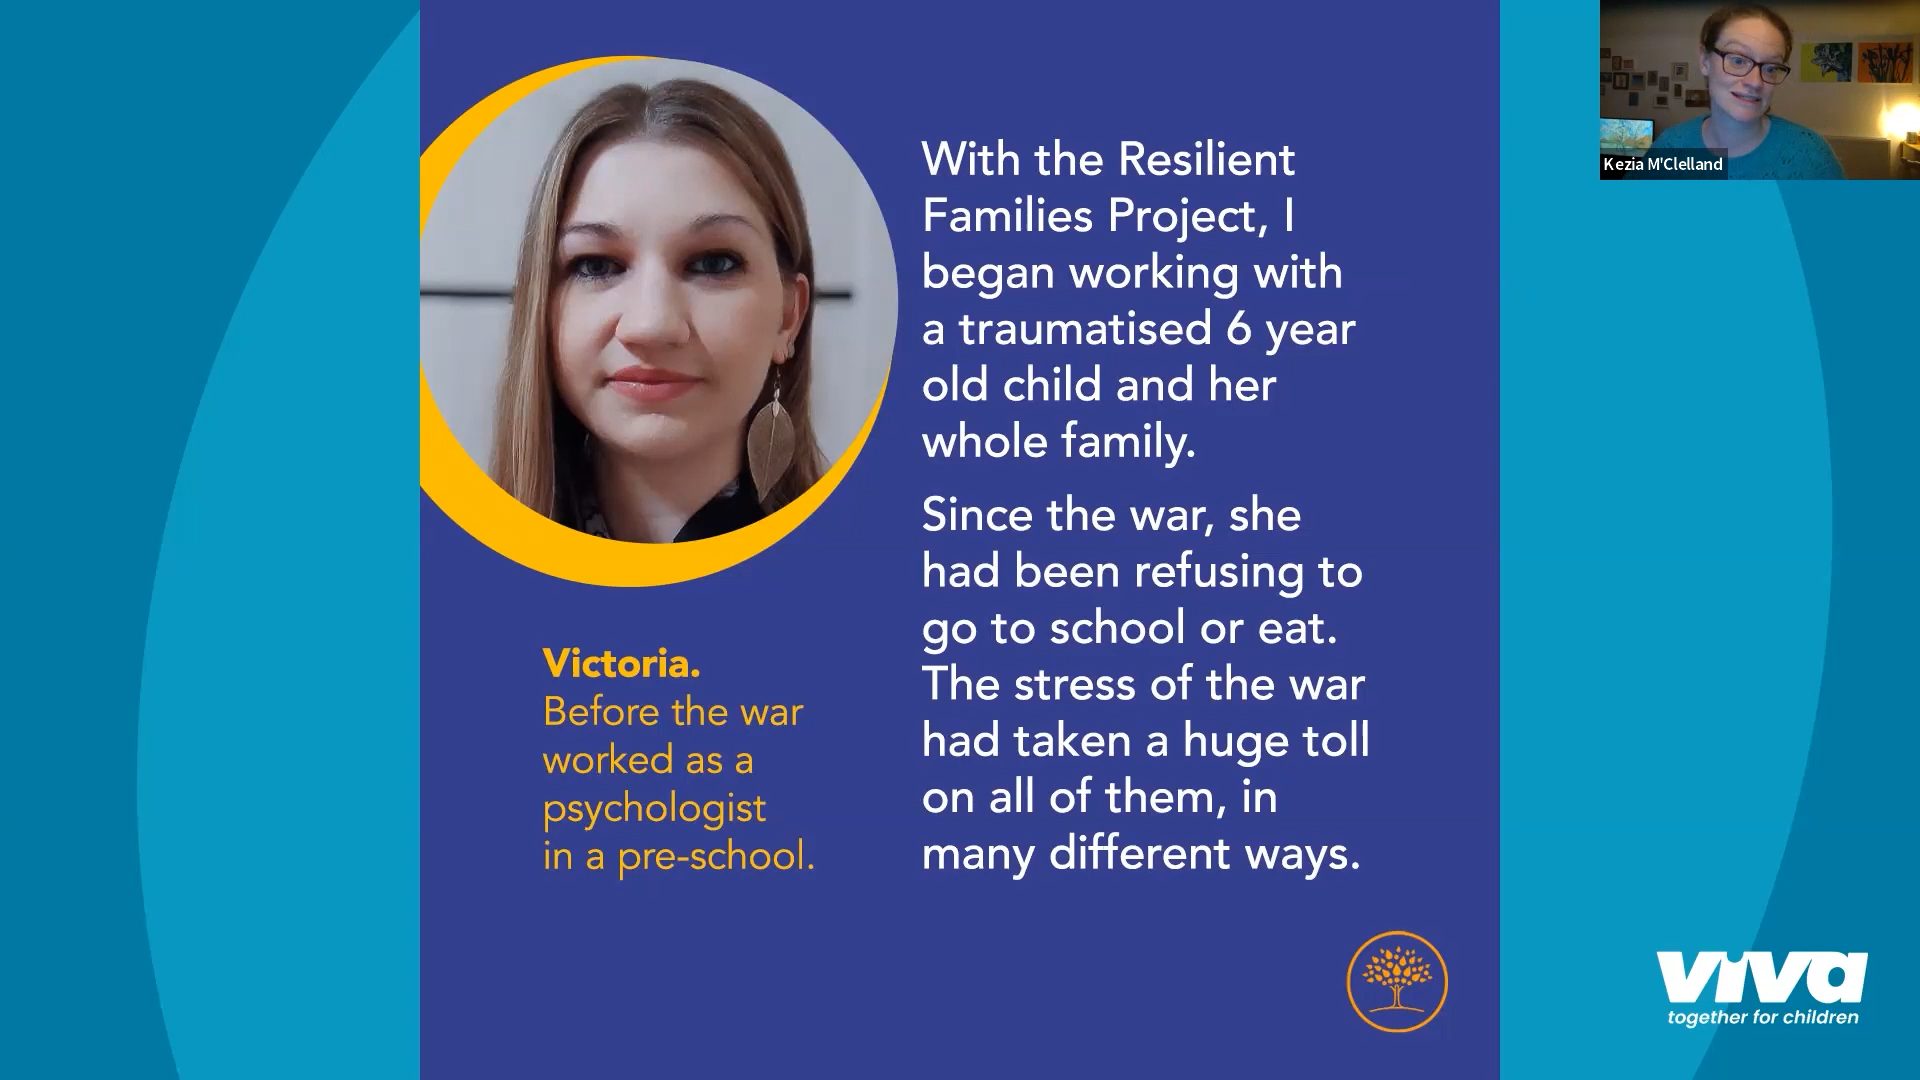 With the Resilient
Families Project, I
began working with
a traumatised 6 year
old child and her
whole family.
Since the war, she
had been refusing to
go to school or eat.
The stress of the war
had taken a huge toll
on all of them, in
many different ways.
Victoria.
Before the war
worked as a
psychologist
in a pre-school.
Kezia M'Clelland
viva
together for children